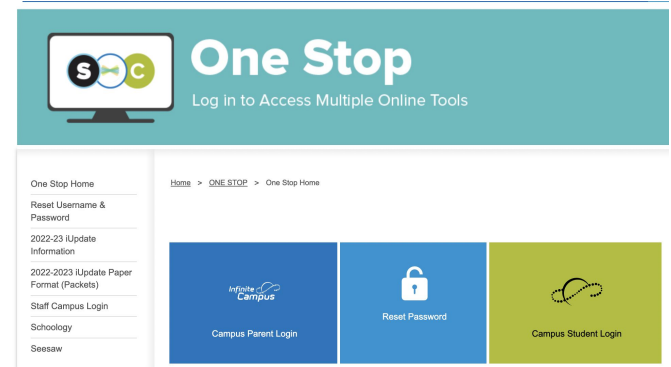 S C
One Stop
Log in to Access Multiple Online Tools
One Stop Home
Home > ONE STOP > One Stop Home
Reset Username &
Password
2022-23 iUpdate
Information
2022-2023 iUpdate Paper
Format (Packets)
Staff Campus Login
Schoology
Seesaw
Infinite
Campus
Campus Parent Login
Reset Password
Campus Student Login